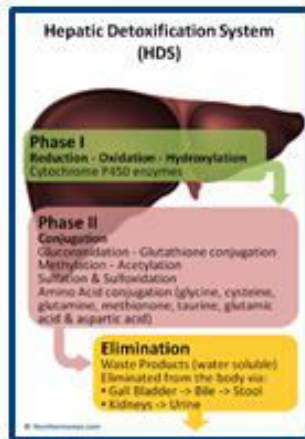 Hepatic Detoxification System
(HDS)
Phase I
Reduction - Oxidation - Hydroxylation
Cytochrome P450 enzymes
Phase II
Conjugation
Glucoronidation - Glutathione conjugation
Methylation - Acetylation
Sulfation & Sulfoxidation
Amino Acid conjugation (glycine, cysteine,
glutamine, methionine, taurine, glutamic
acid & aspartic acid)
Elimination
Waste Products (water soluble)
Eliminated from the body via:
• Gall Bladder -> Bile -> Stool
• Kidneys -> Urine